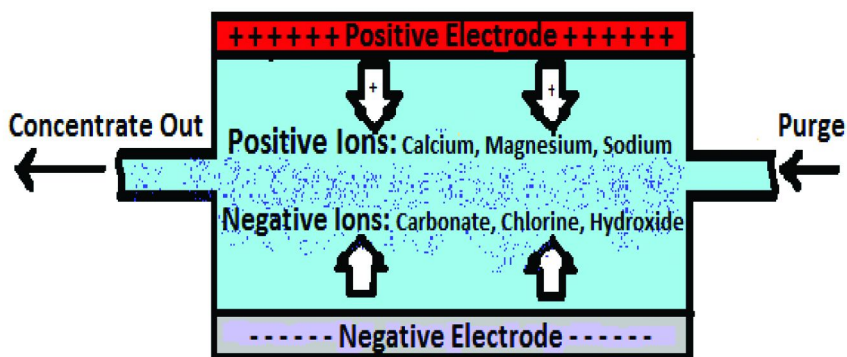 + + + + + + Positive Electrode + + + + + +
+ +
Concentrate Out
Purge
Positive Ions: Calcium, Magnesium, Sodium
Negative Ions: Carbonate, Chlorine, Hydroxide
- - - - - - Negative Electrode - - - - - -